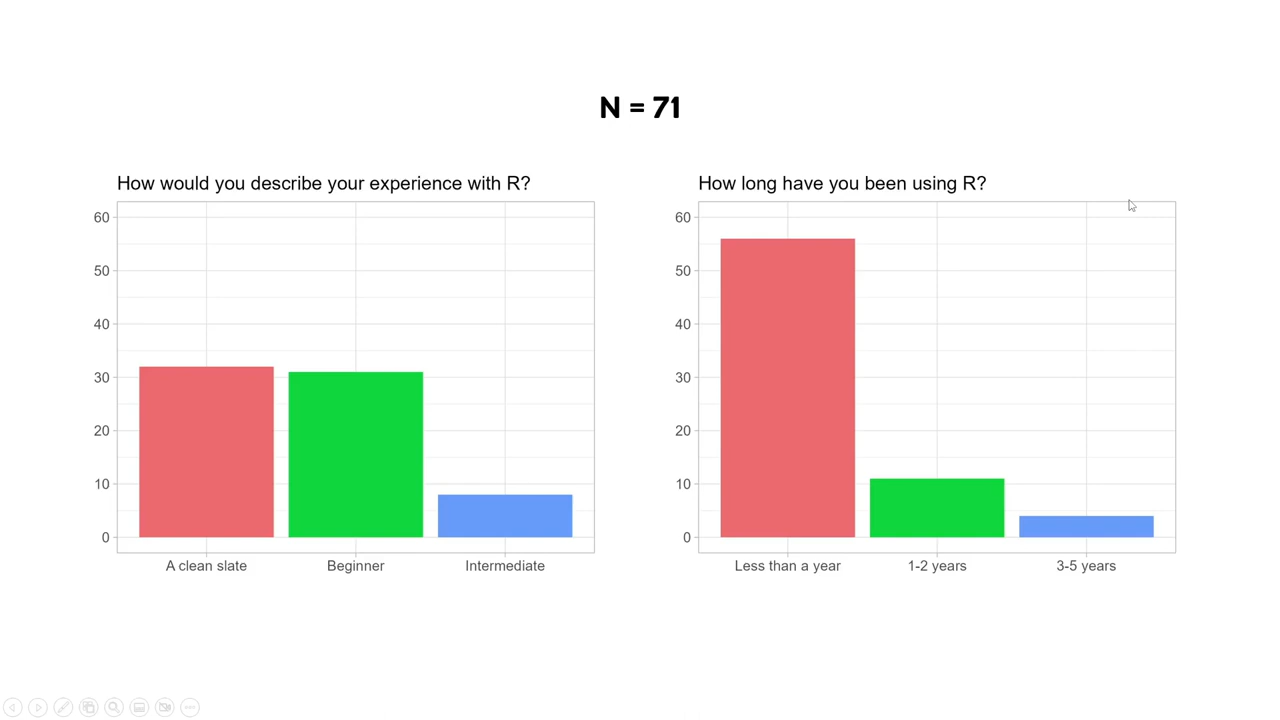 N = 71
How would you describe your experience with R?
60
50
40
30
20
10
0
A clean slate
Beginner
Intermediate
How long have you been using R?
60
50
40
30
20
10
0
Less than a year
1-2 years
3-5 years